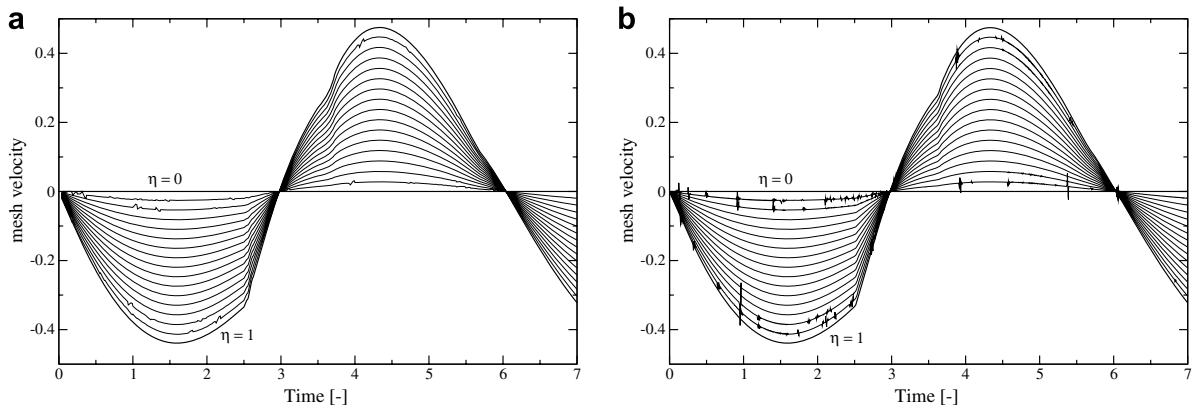 a
0.4
0.2
0
-0.2
-0.4
mesh velocity
η = 0
η = 1
0 1 2 3 4 5 6 7
Time [-]
b
0.4
0.2
0
-0.2
-0.4
mesh velocity
η = 0
η = 1
0 1 2 3 4 5 6 7
Time [-]